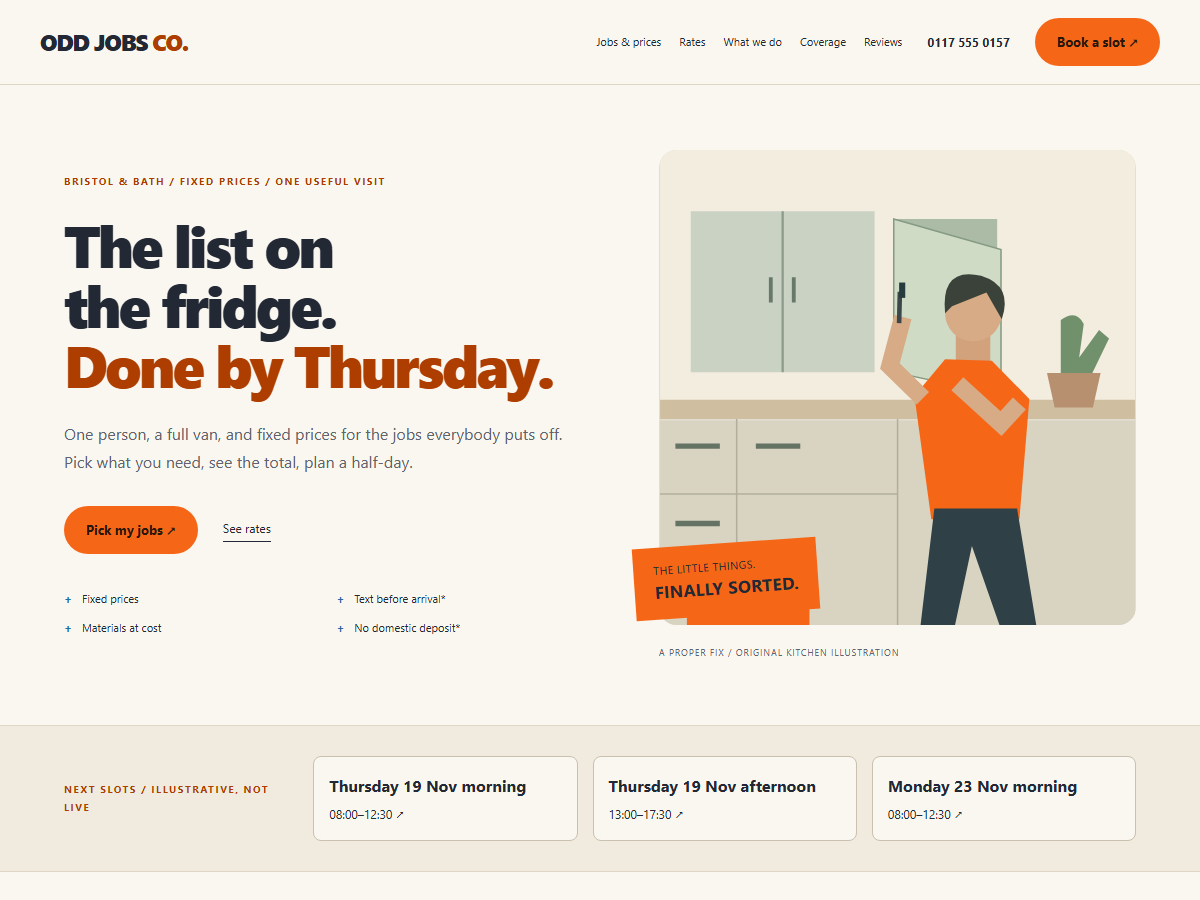 ODD JOBS CO.
Jobs & prices
Rates
What we do
Coverage
Reviews
0117 555 0157
Book a slot ↗
BRISTOL & BATH / FIXED PRICES / ONE USEFUL VISIT
The list on
the fridge.
Done by Thursday.
One person, a full van, and fixed prices for the jobs everybody puts off.
Pick what you need, see the total, plan a half-day.
Pick my jobs ↗
See rates
+ Fixed prices
+ Text before arrival*
+ Materials at cost
+ No domestic deposit*
THE LITTLE THINGS.
FINALLY SORTED.
A PROPER FIX / ORIGINAL KITCHEN ILLUSTRATION
NEXT SLOTS / ILLUSTRATIVE, NOT
LIVE
Thursday 19 Nov morning
08:00–12:30 ↗
Thursday 19 Nov afternoon
13:00–17:30 ↗
Monday 23 Nov morning
08:00–12:30 ↗